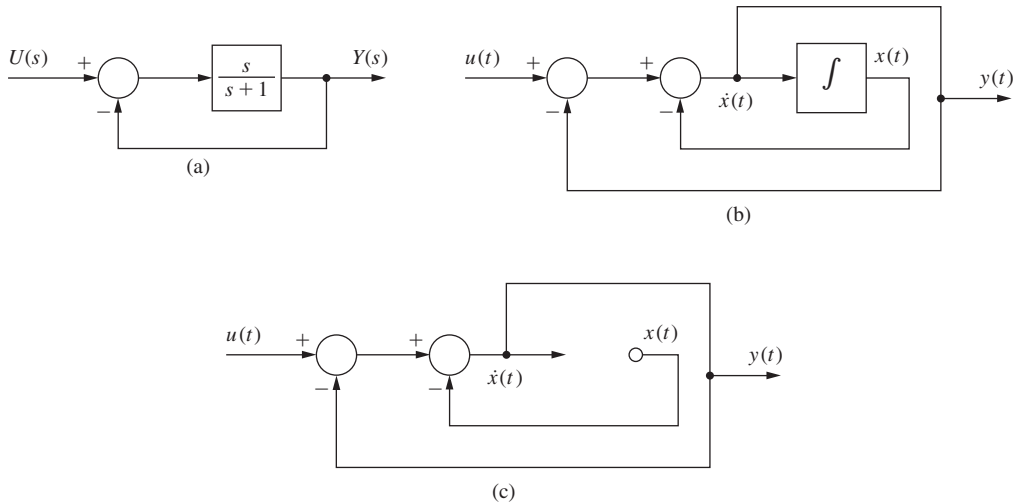 U(s)
+
−
s
s + 1
Y(s)
(a)
u(t)
+
−
+
−
ẋ(t)
∫
x(t)
y(t)
(b)
u(t)
+
−
+
−
ẋ(t)
x(t)
y(t)
(c)